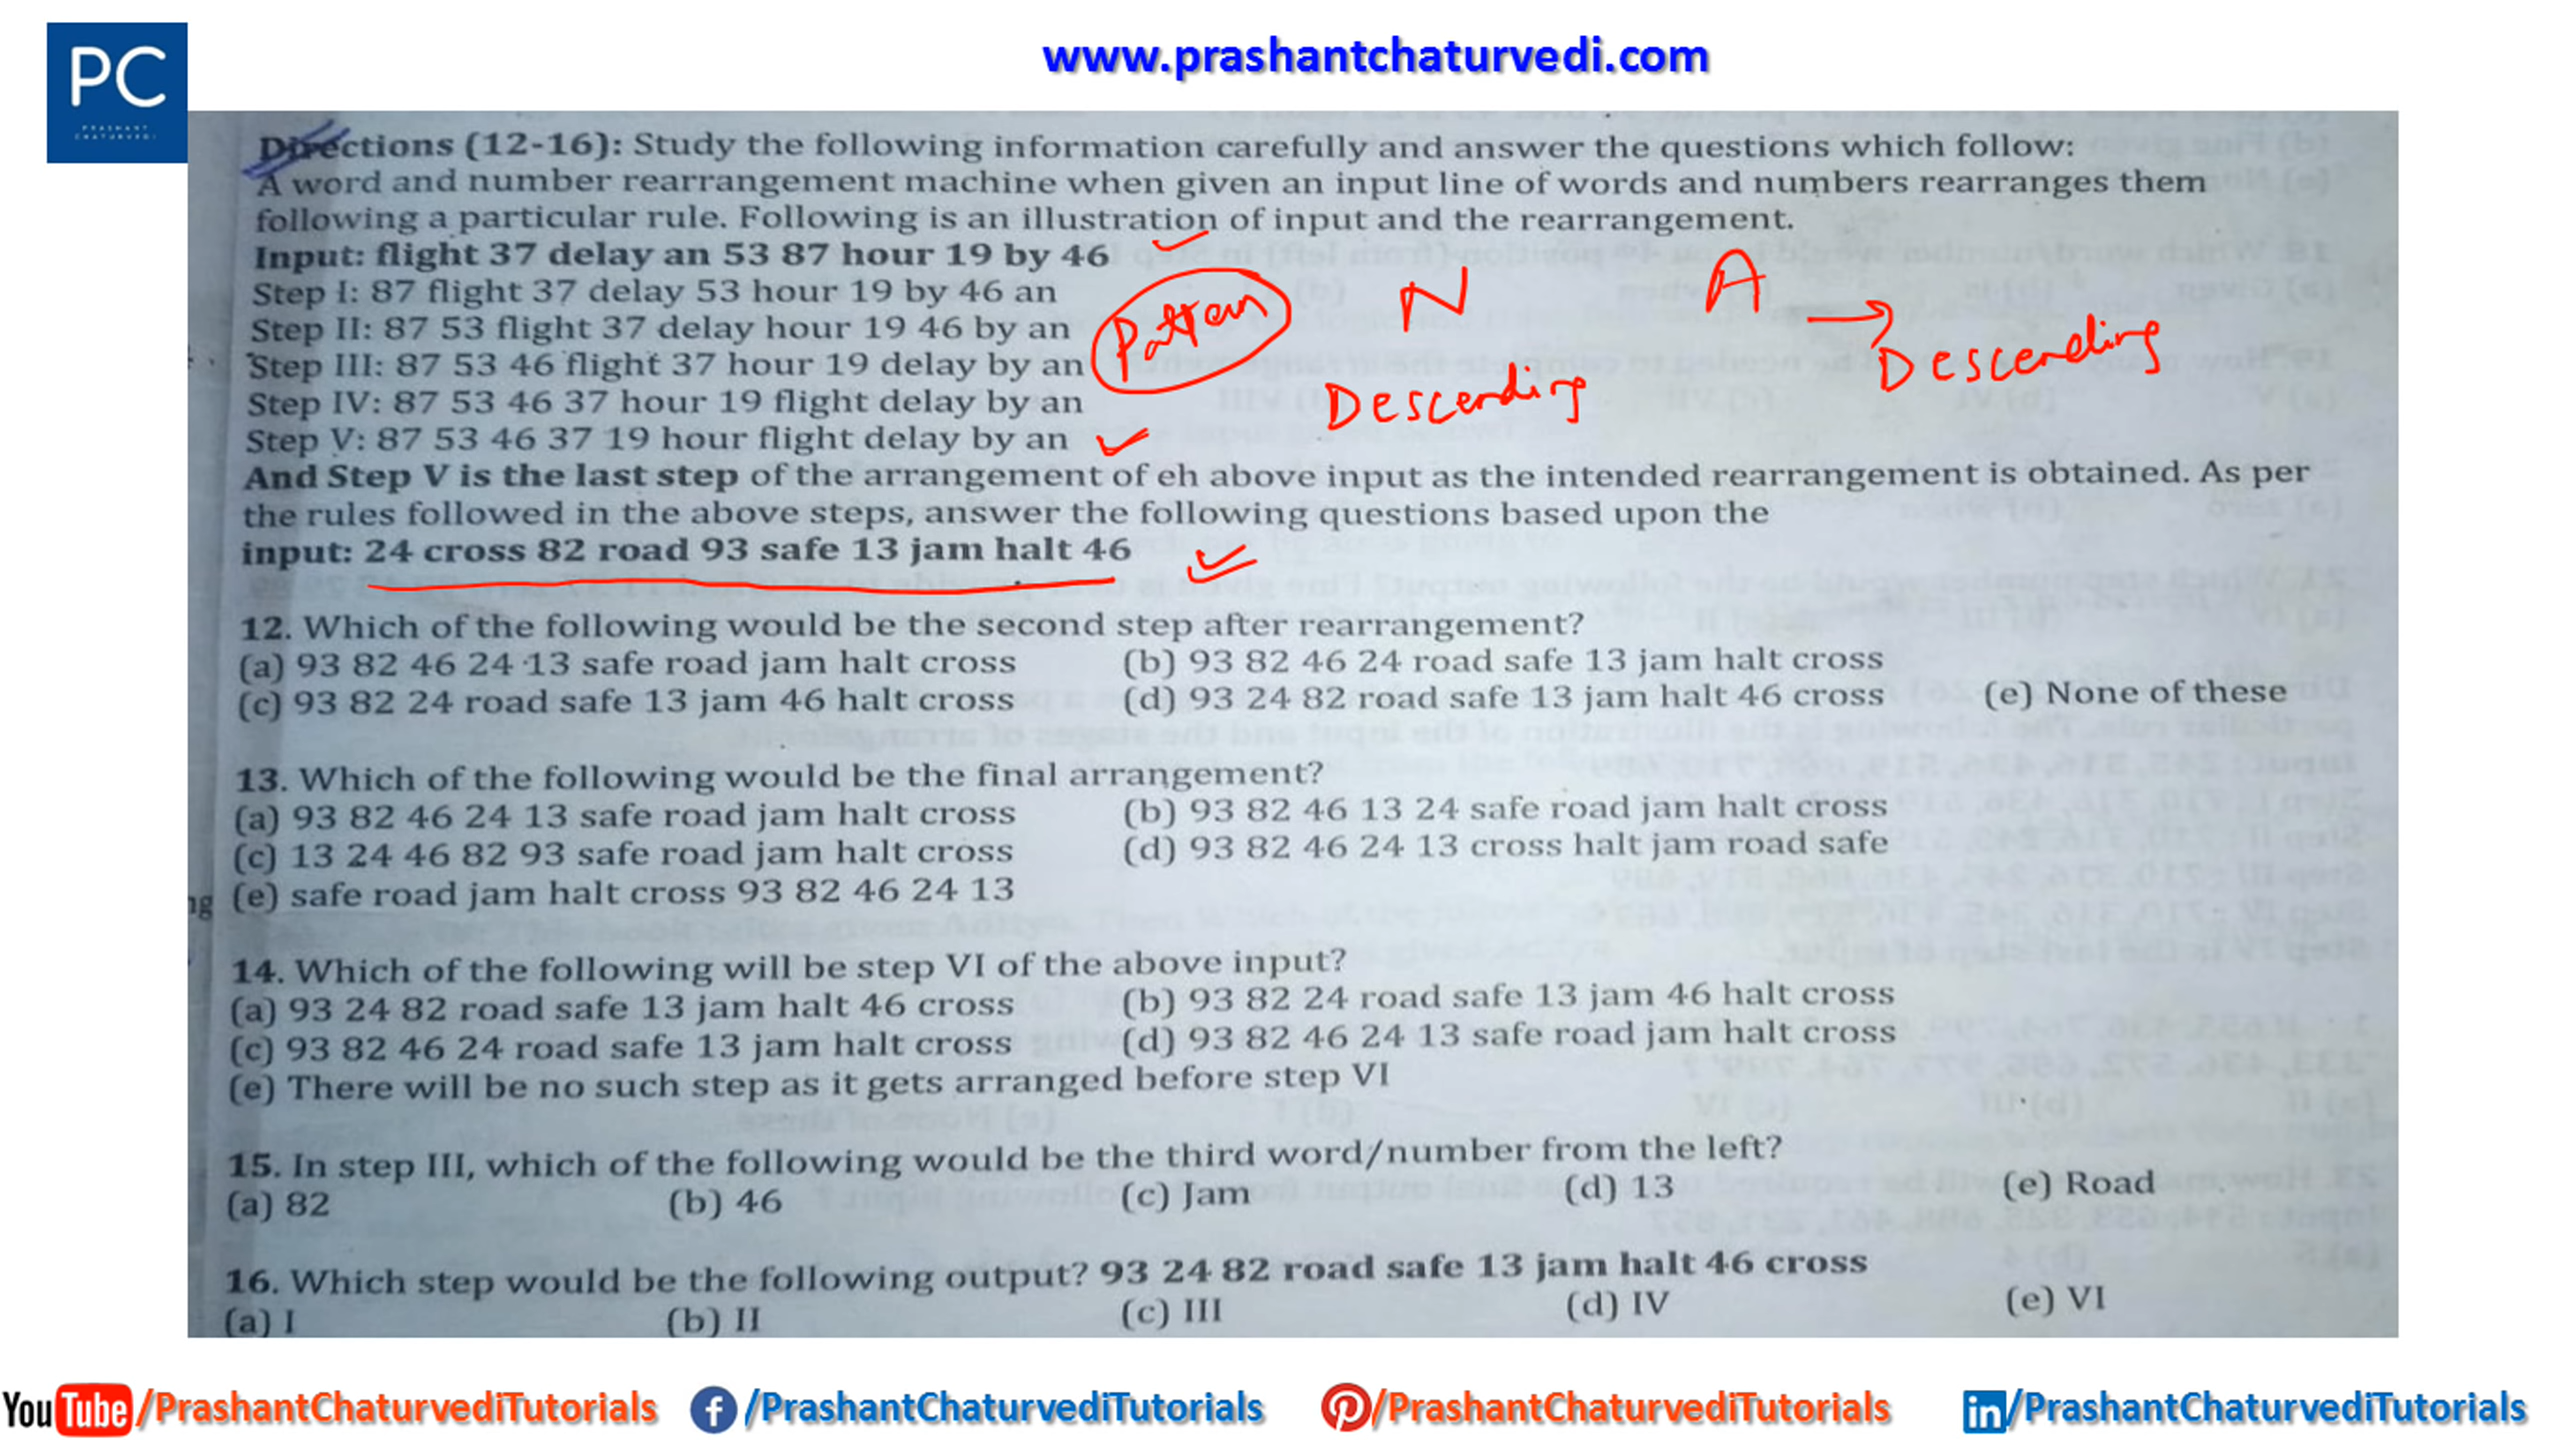 PC
PRASHANT
CHATURVEDI
www.prashantchaturvedi.com
Directions (12-16): Study the following information carefully and answer the questions which follow:
A word and number rearrangement machine when given an input line of words and numbers rearranges them
following a particular rule. Following is an illustration of input and the rearrangement.
Input: flight 37 delay an 53 87 hour 19 by 46
Step I: 87 flight 37 delay 53 hour 19 by 46 an
Step II: 87 53 flight 37 delay hour 19 46 by an
Step III: 87 53 46 flight 37 hour 19 delay by an
Step IV: 87 53 46 37 hour 19 flight delay by an
Step V: 87 53 46 37 19 hour flight delay by an
Pattern
N
Descending
A
Descending
And Step V is the last step of the arrangement of eh above input as the intended rearrangement is obtained. As per
the rules followed in the above steps, answer the following questions based upon the
input: 24 cross 82 road 93 safe 13 jam halt 46
12. Which of the following would be the second step after rearrangement?
(a) 93 82 46 24 13 safe road jam halt cross (b) 93 82 46 24 road safe 13 jam halt cross
(c) 93 82 24 road safe 13 jam 46 halt cross (d) 93 24 82 road safe 13 jam halt 46 cross (e) None of these
13. Which of the following would be the final arrangement?
(a) 93 82 46 24 13 safe road jam halt cross (b) 93 82 46 13 24 safe road jam halt cross
(c) 13 24 46 82 93 safe road jam halt cross (d) 93 82 46 24 13 cross halt jam road safe
(e) safe road jam halt cross 93 82 46 24 13
14. Which of the following will be step VI of the above input?
(a) 93 24 82 road safe 13 jam halt 46 cross (b) 93 82 24 road safe 13 jam 46 halt cross
(c) 93 82 46 24 road safe 13 jam halt cross (d) 93 82 46 24 13 safe road jam halt cross
(e) There will be no such step as it gets arranged before step VI
15. In step III, which of the following would be the third word/number from the left?
(a) 82 (b) 46 (c) Jam (d) 13 (e) Road
16. Which step would be the following output? 93 24 82 road safe 13 jam halt 46 cross
(a) I (b) II (c) III (d) IV (e) VI
YouTube/PrashantChaturvediTutorials f/PrashantChaturvediTutorials /PrashantChaturvediTutorials in/PrashantChaturvediTutorials